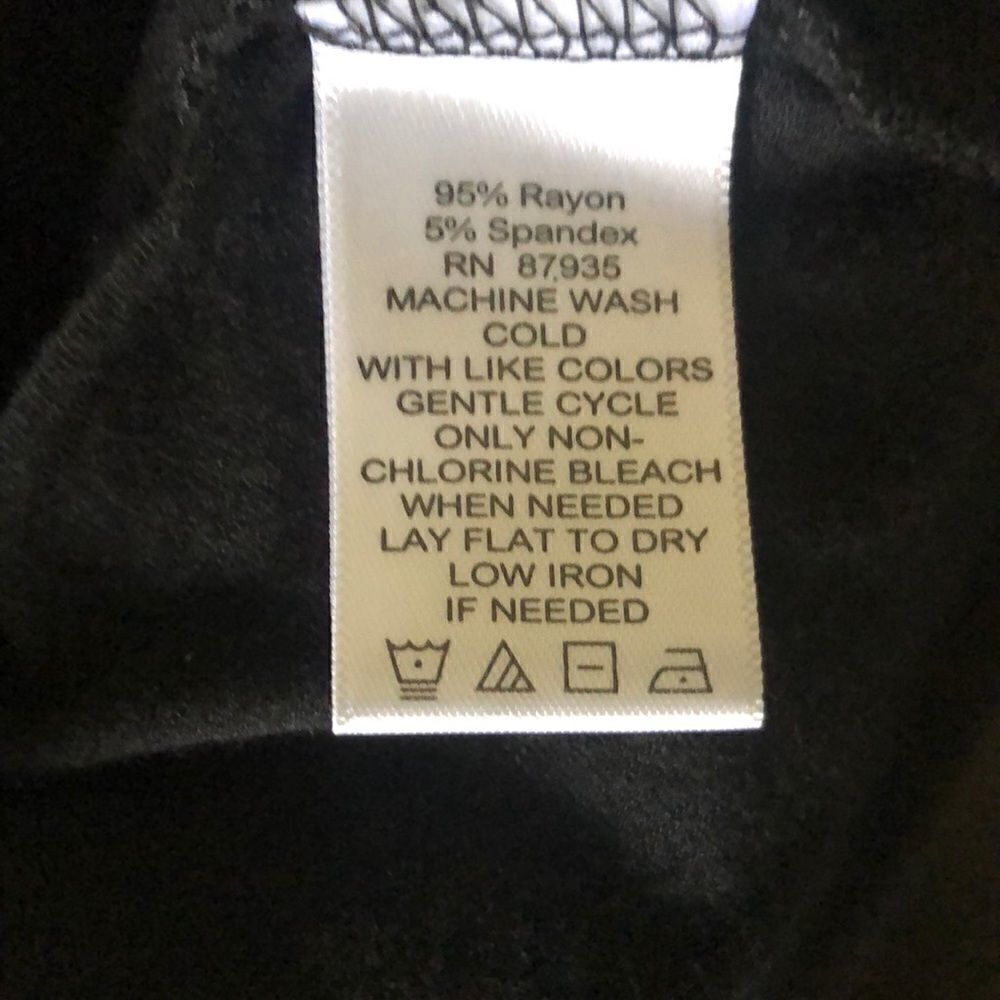 95% Rayon
5% Spandex
RN 87935
MACHINE WASH
COLD
WITH LIKE COLORS
GENTLE CYCLE
ONLY NON-
CHLORINE BLEACH
WHEN NEEDED
LAY FLAT TO DRY
LOW IRON
IF NEEDED